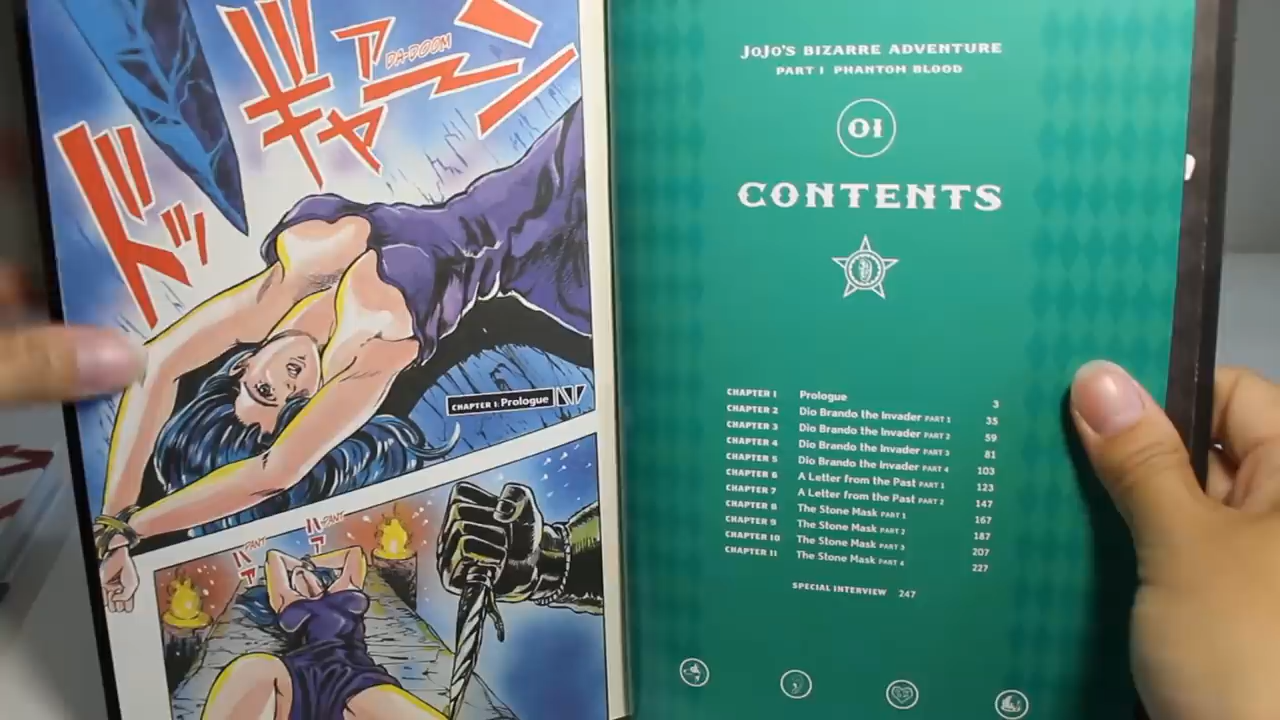 ドドッ
ギャアーン
DA-DOOM
CHAPTER 1: Prologue
ハァ
PANT
ハァ
PANT
JOJO'S BIZARRE ADVENTURE
PART 1 PHANTOM BLOOD
01
CONTENTS
CHAPTER 1 Prologue 3
CHAPTER 2 Dio Brando the Invader PART 1 35
CHAPTER 3 Dio Brando the Invader PART 2 59
CHAPTER 4 Dio Brando the Invader PART 3 81
CHAPTER 5 Dio Brando the Invader PART 4 103
CHAPTER 6 A Letter from the Past PART 1 123
CHAPTER 7 A Letter from the Past PART 2 147
CHAPTER 8 The Stone Mask PART 1 167
CHAPTER 9 The Stone Mask PART 2 187
CHAPTER 10 The Stone Mask PART 3 207
CHAPTER 11 The Stone Mask PART 4 227
SPECIAL INTERVIEW 247